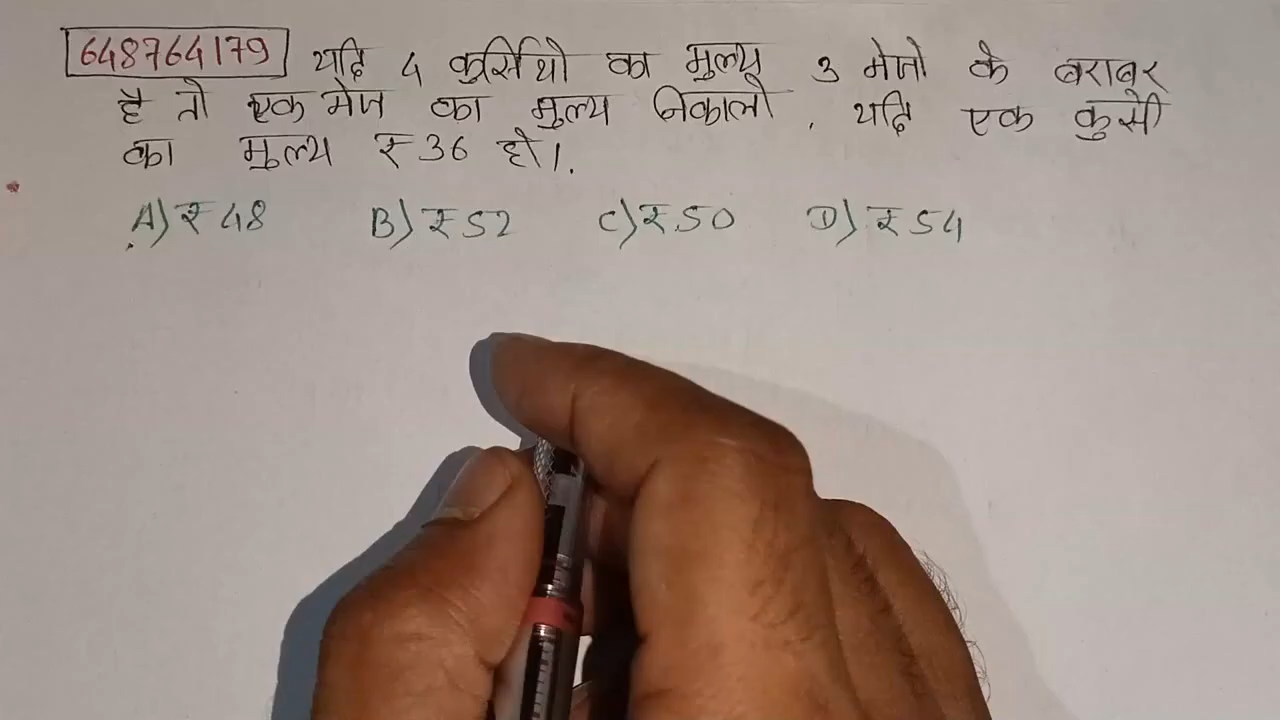 648764179 यदि 4 कुर्सियो का मुल्य 3 मेजो के बराबर
है तो एक मेज का मुल्य निकालो , यदि एक कुर्सी
का मुल्य ₹ 36 हो।.
A) ₹ 48 B) ₹ 52 C) ₹ 50 D) ₹ 54